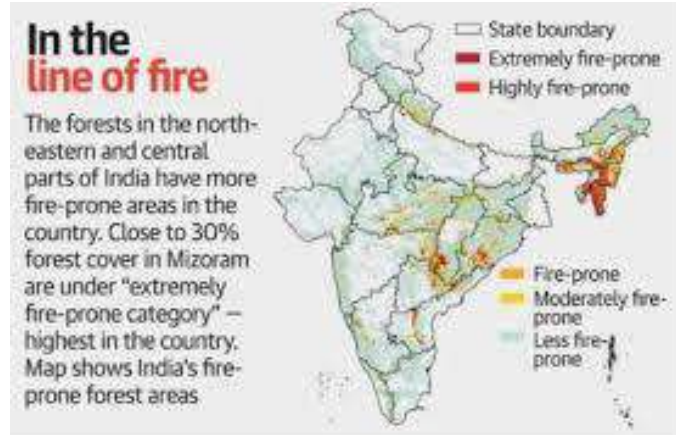 In the
line of fire
The forests in the north-
eastern and central
parts of India have more
fire-prone areas in the
country. Close to 30%
forest cover in Mizoram
are under "extremely
fire-prone category" —
highest in the country.
Map shows India's fire-
prone forest areas
State boundary
Extremely fire-prone
Highly fire-prone
Fire-prone
Moderately fire-
prone
Less fire-
prone